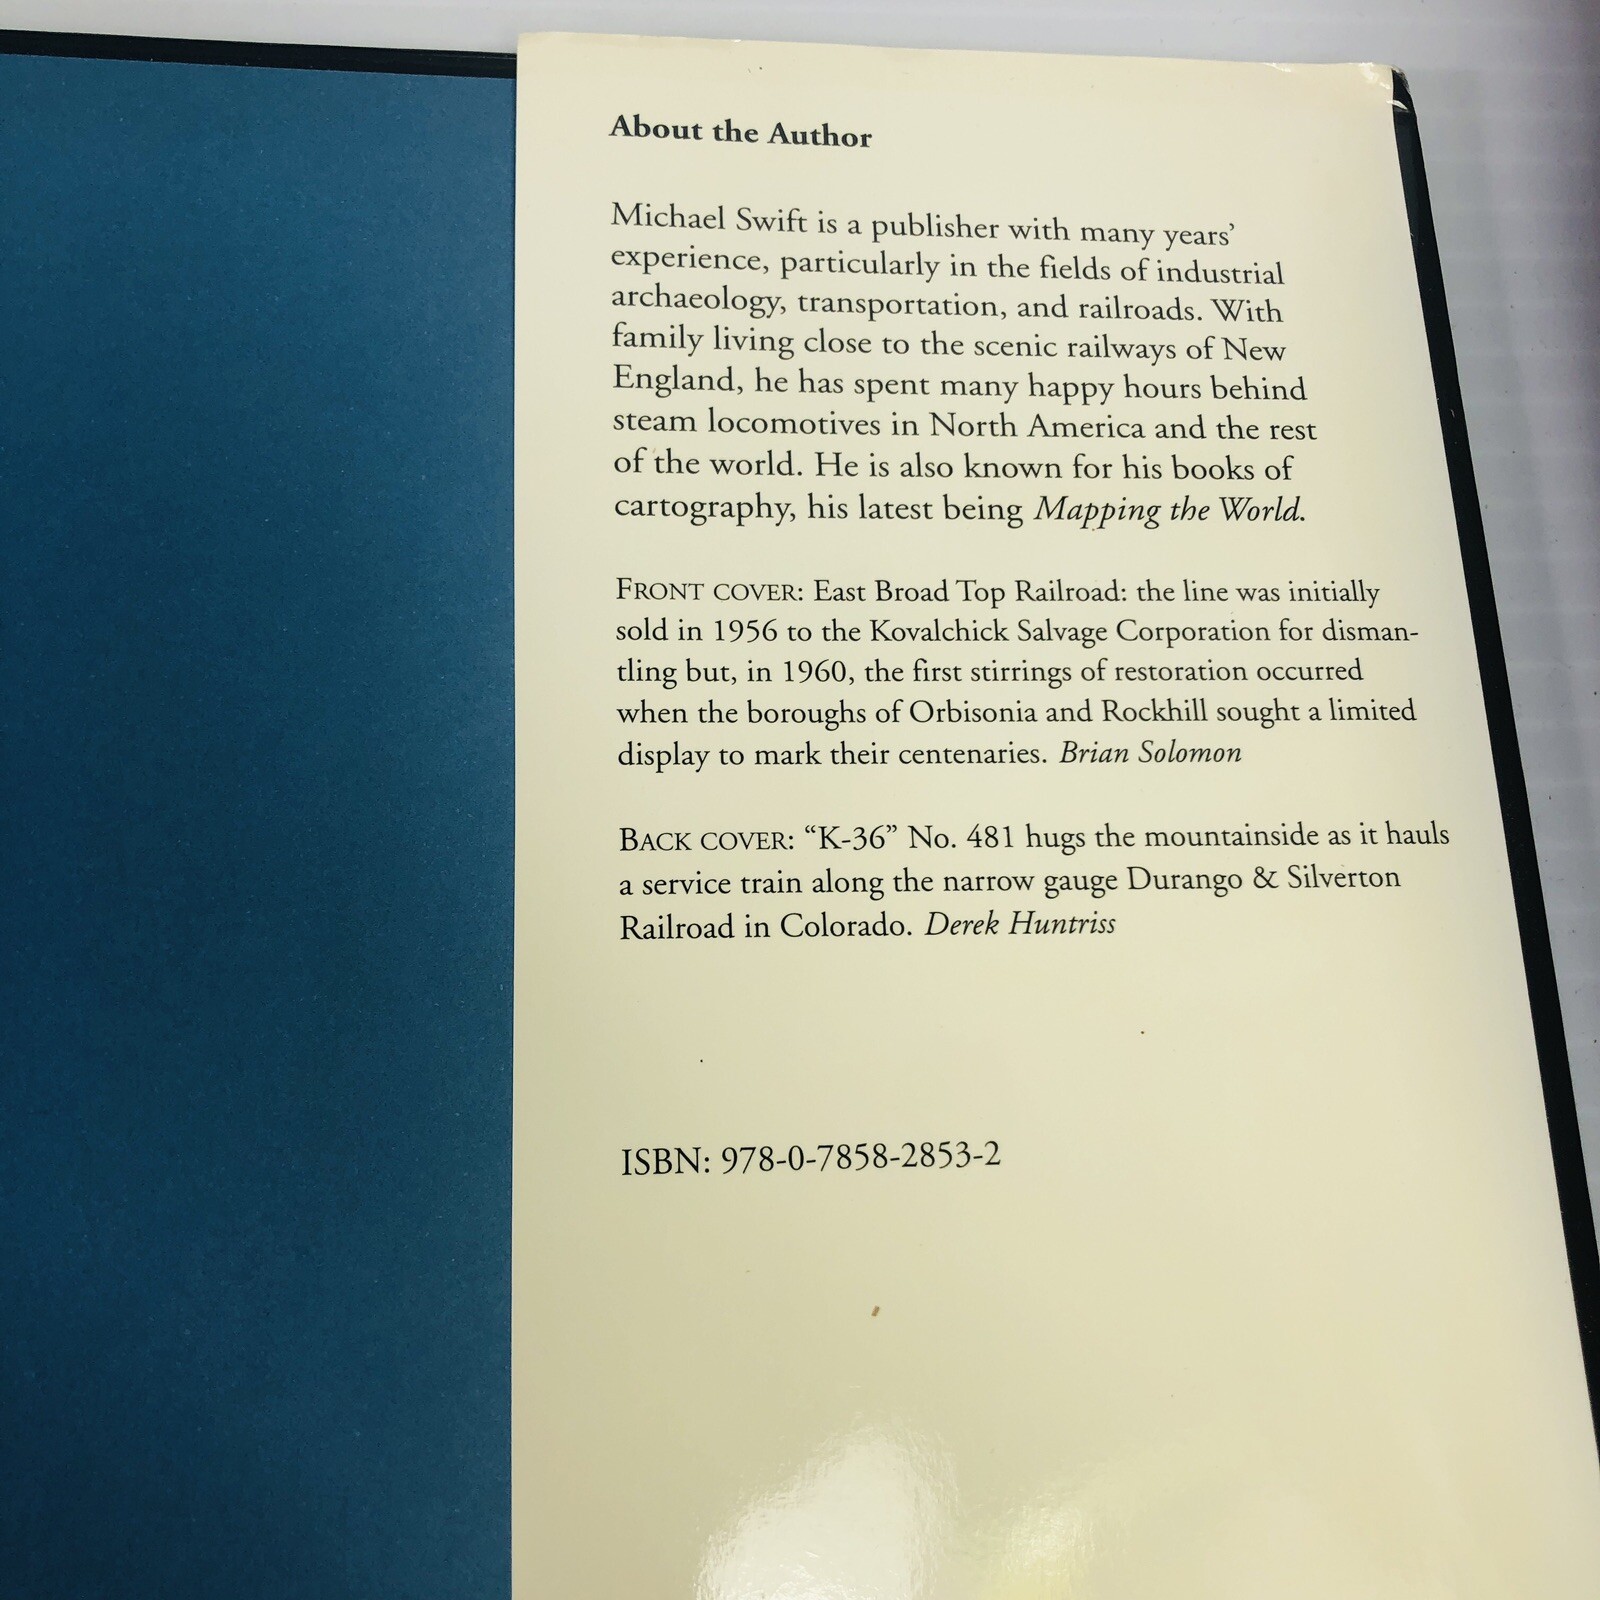 About the Author
Michael Swift is a publisher with many years’
experience, particularly in the fields of industrial
archaeology, transportation, and railroads. With
family living close to the scenic railways of New
England, he has spent many happy hours behind
steam locomotives in North America and the rest
of the world. He is also known for his books of
cartography, his latest being Mapping the World.
FRONT COVER: East Broad Top Railroad: the line was initially
sold in 1956 to the Kovalchick Salvage Corporation for disman-
tling but, in 1960, the first stirrings of restoration occurred
when the boroughs of Orbisonia and Rockhill sought a limited
display to mark their centenaries. Brian Solomon
BACK COVER: “K-36” No. 481 hugs the mountainside as it hauls
a service train along the narrow gauge Durango & Silverton
Railroad in Colorado. Derek Huntriss
ISBN: 978-0-7858-2853-2